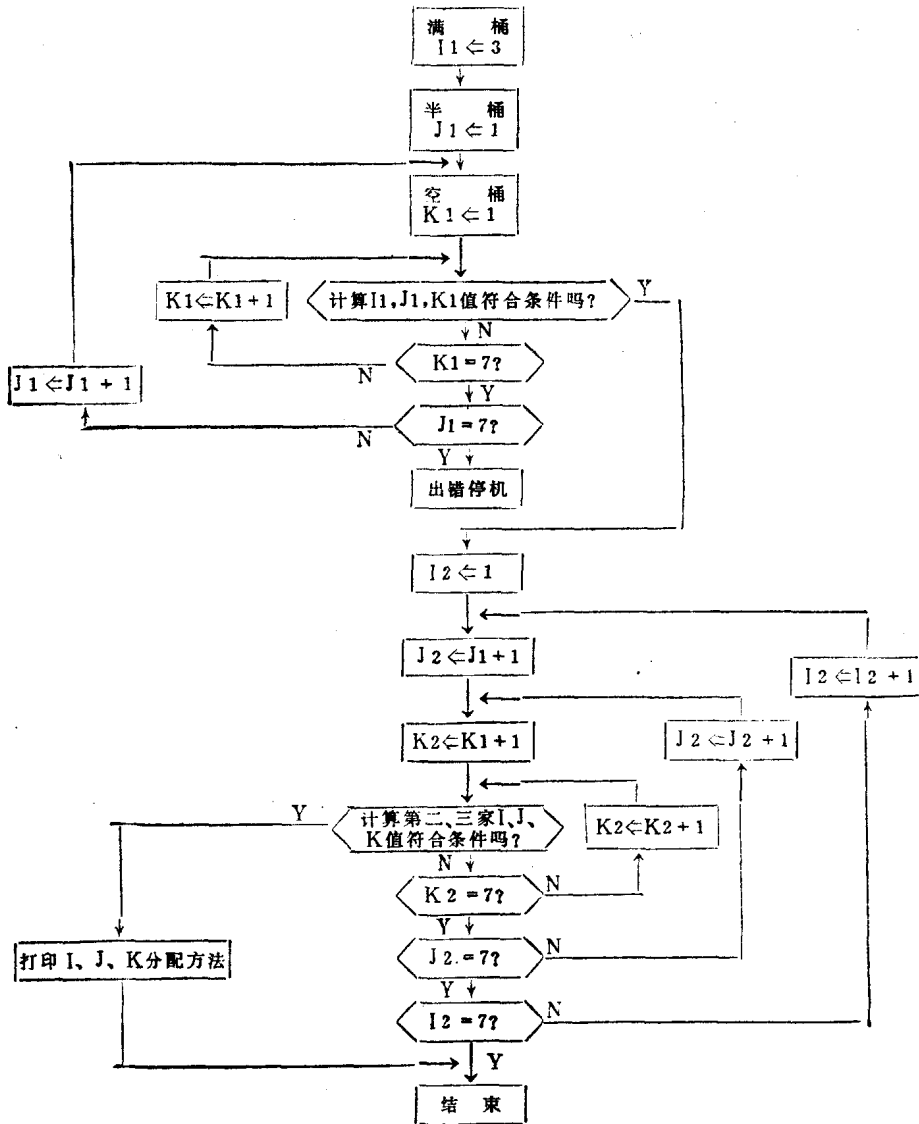 满 桶
I1⇐3
半 桶
J1⇐1
空 桶
K1⇐1
K1⇐K1+1
计算I1,J1,K1值符合条件吗?
Y
N
K1=7?
N
J1⇐J1+1
Y
J1=7?
N
Y
出错停机
I2⇐1
J2⇐J1+1
I2⇐I2+1
K2⇐K1+1
J2⇐J2+1
Y
计算第二、三家I、J、
K值符合条件吗?
K2⇐K2+1
N
K2=7?
N
Y
打印I、J、K分配方法
J2.=7?
N
Y
I2=7?
N
Y
结 束